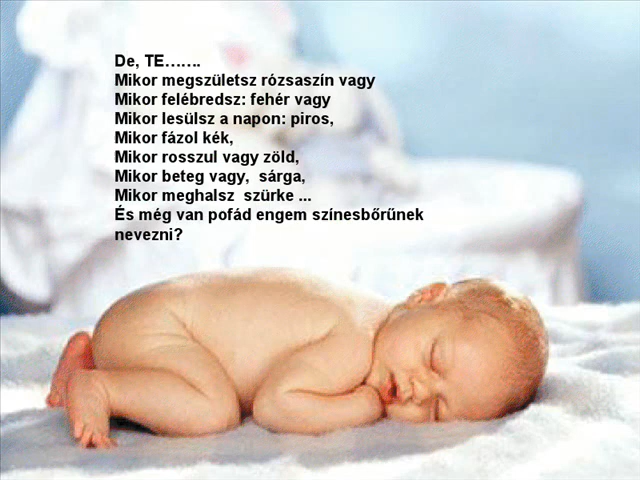 De, TE…….
Mikor megszületsz rózsaszín vagy
Mikor felébredsz: fehér vagy
Mikor lesülsz a napon: piros,
Mikor fázol kék,
Mikor rosszul vagy zöld,
Mikor beteg vagy,  sárga,
Mikor meghalsz  szürke ...
És még van pofád engem színesbőrűnek
nevezni?